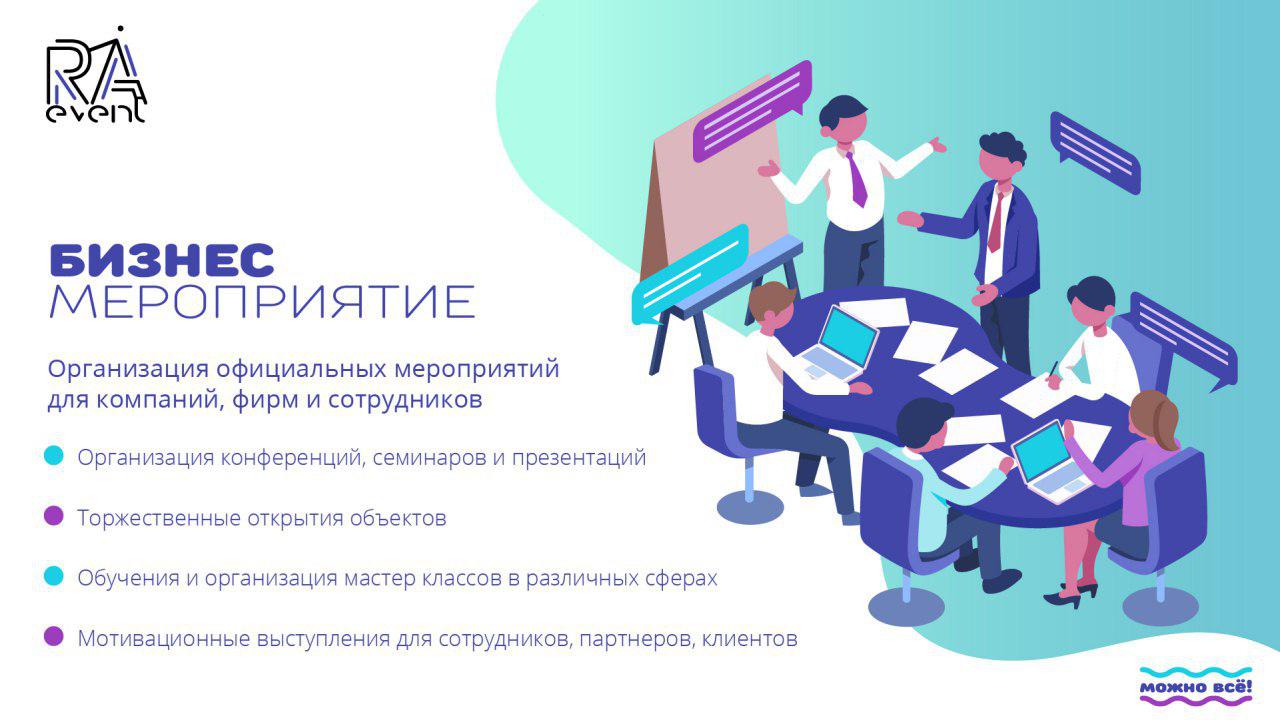 RA
event
БИЗНЕС
МЕРОПРИЯТИЕ
Организация официальных мероприятий
для компаний, фирм и сотрудников
Организация конференций, семинаров и презентаций
Торжественные открытия объектов
Обучения и организация мастер классов в различных сферах
Мотивационные выступления для сотрудников, партнеров, клиентов
можно всё!